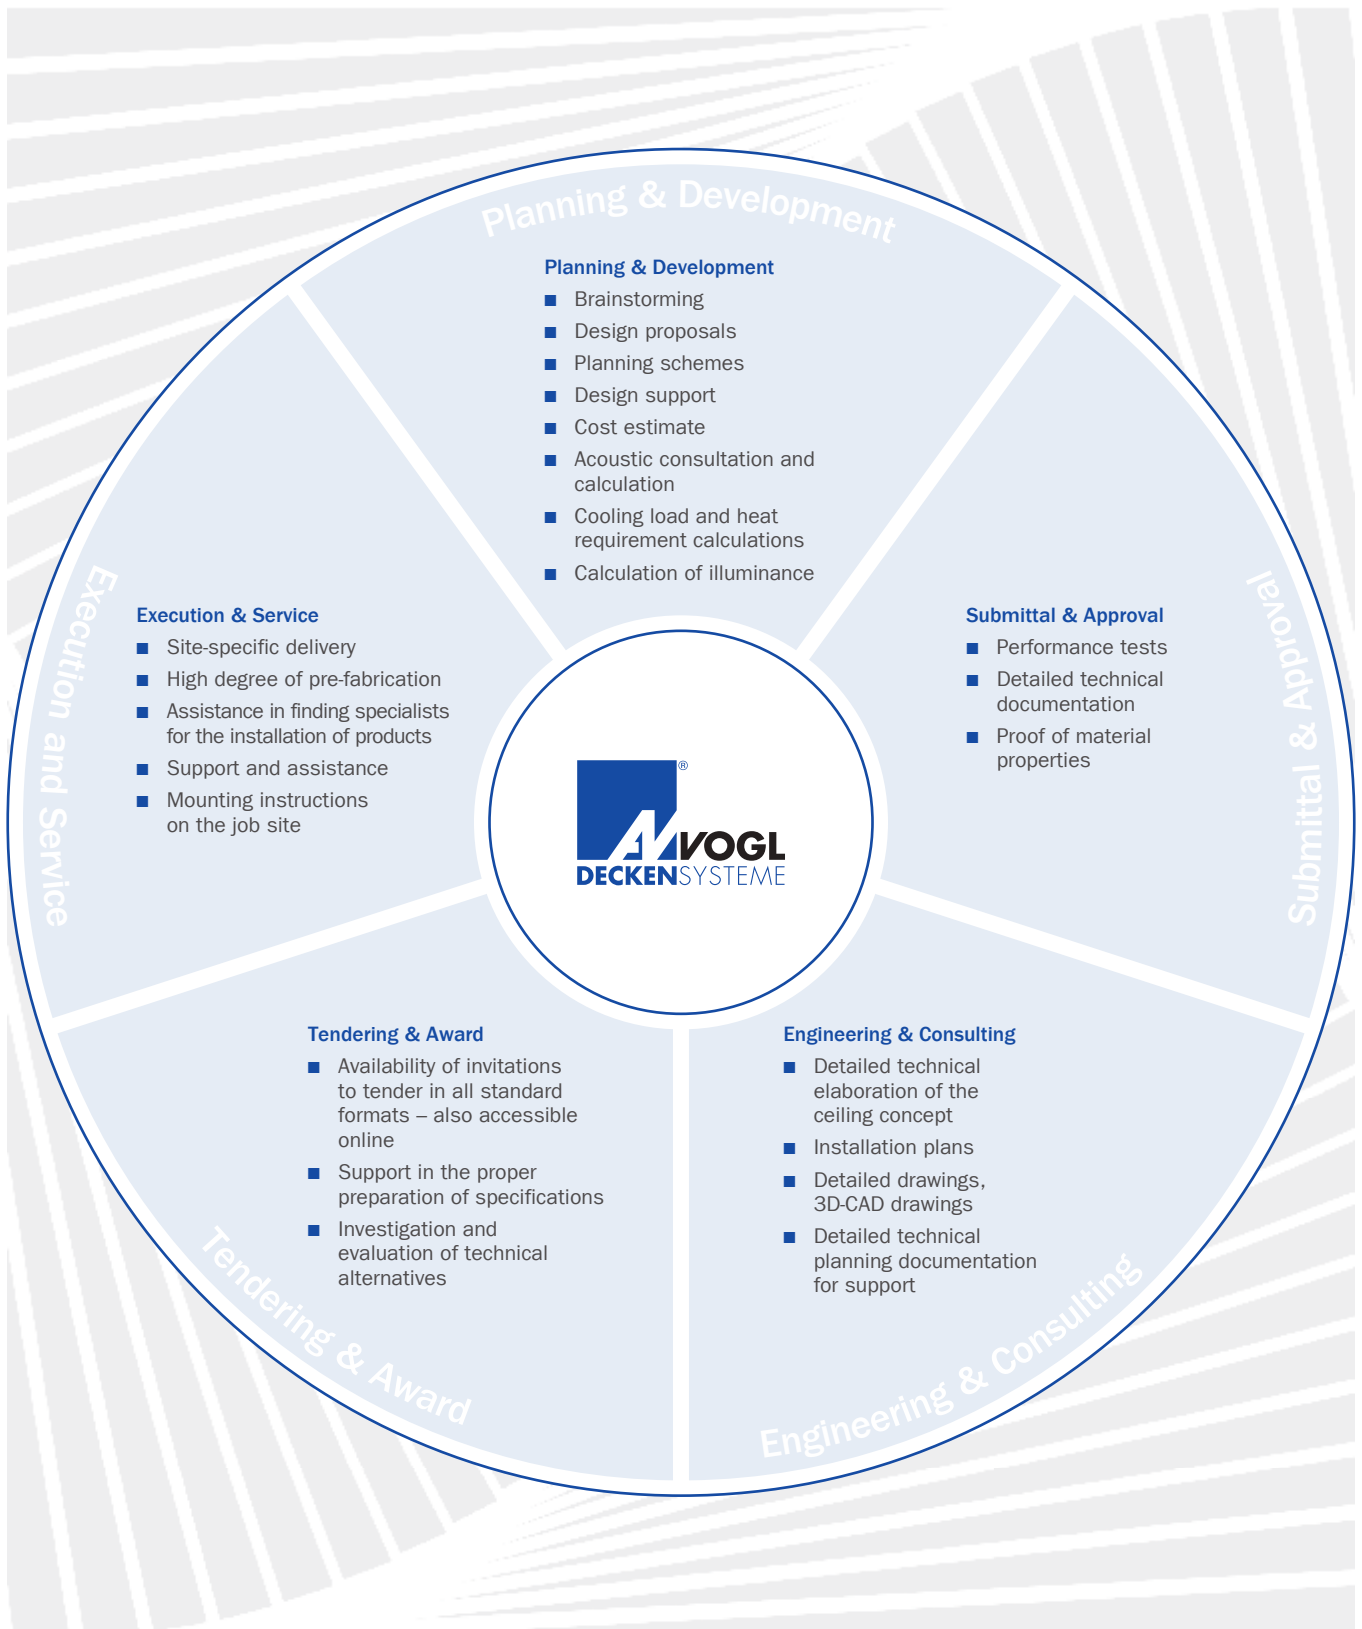 Planning & Development
Planning & Development
■ Brainstorming
■ Design proposals
■ Planning schemes
■ Design support
■ Cost estimate
■ Acoustic consultation and
calculation
■ Cooling load and heat
requirement calculations
■ Calculation of illuminance
Submittal & Approval
Submittal & Approval
■ Performance tests
■ Detailed technical
documentation
■ Proof of material
properties
Engineering & Consulting
■ Detailed technical
elaboration of the
ceiling concept
■ Installation plans
■ Detailed drawings,
3D-CAD drawings
■ Detailed technical
planning documentation
for support
Engineering & Consulting
Tendering & Award
■ Availability of invitations
to tender in all standard
formats – also accessible
online
■ Support in the proper
preparation of specifications
■ Investigation and
evaluation of technical
alternatives
Tendering & Award
Execution and Service
Execution & Service
■ Site-specific delivery
■ High degree of pre-fabrication
■ Assistance in finding specialists
for the installation of products
■ Support and assistance
■ Mounting instructions
on the job site
®
VOGL
DECKENSYSTEME